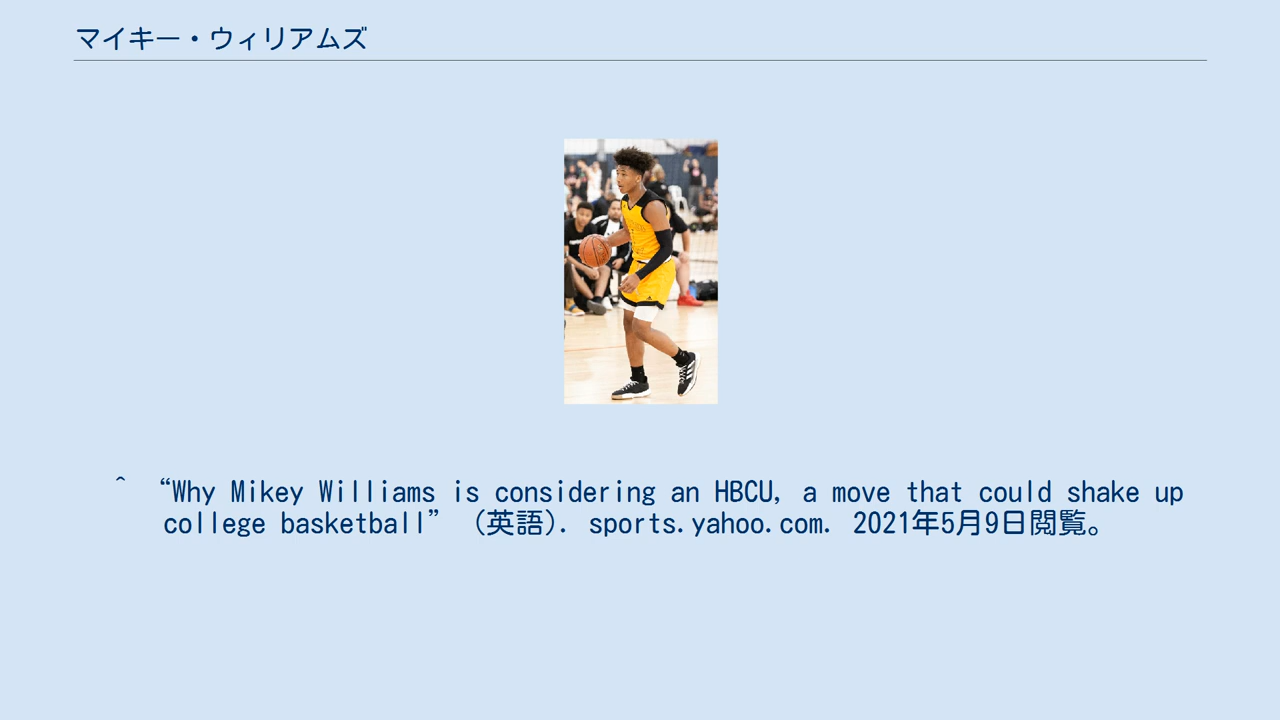 マイキー・ウィリアムズ
^ “Why Mikey Williams is considering an HBCU, a move that could shake up
college basketball” （英語）. sports.yahoo.com. 2021年5月9日閲覧。